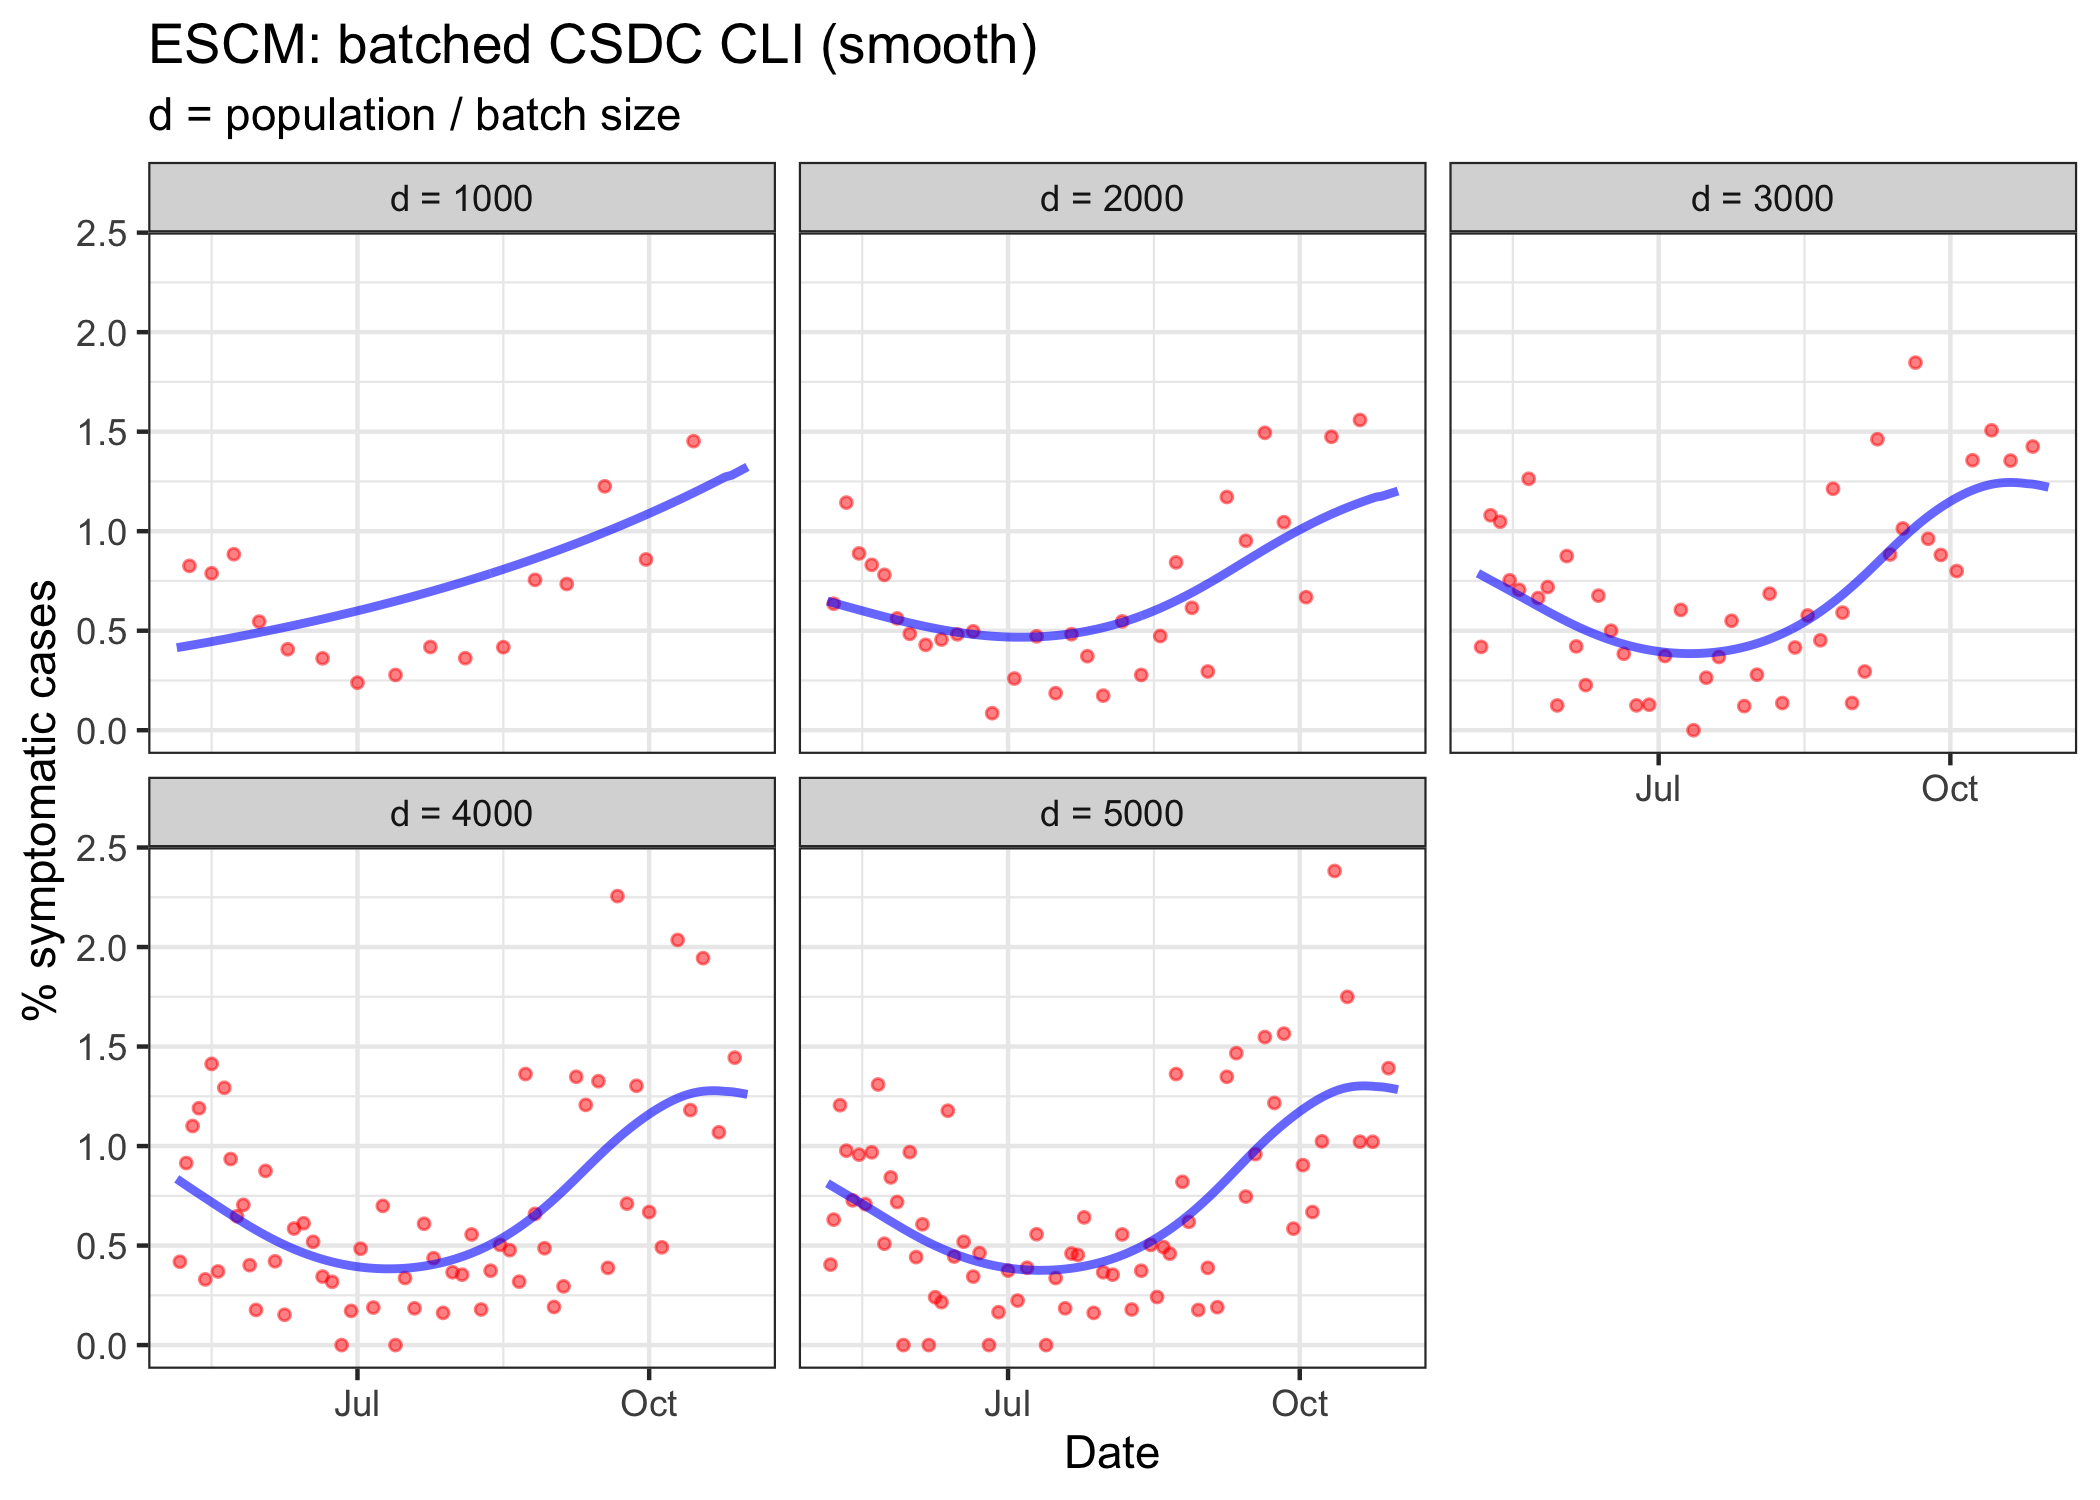 ESCM: batched CSDC CLI (smooth)
d = population / batch size
d = 1000
d = 2000
d = 3000
2.5
2.0
1.5
1.0
0.5
0.0
Jul
Oct
d = 4000
d = 5000
2.5
2.0
1.5
1.0
0.5
0.0
Jul
Oct
Jul
Oct
Date
% symptomatic cases